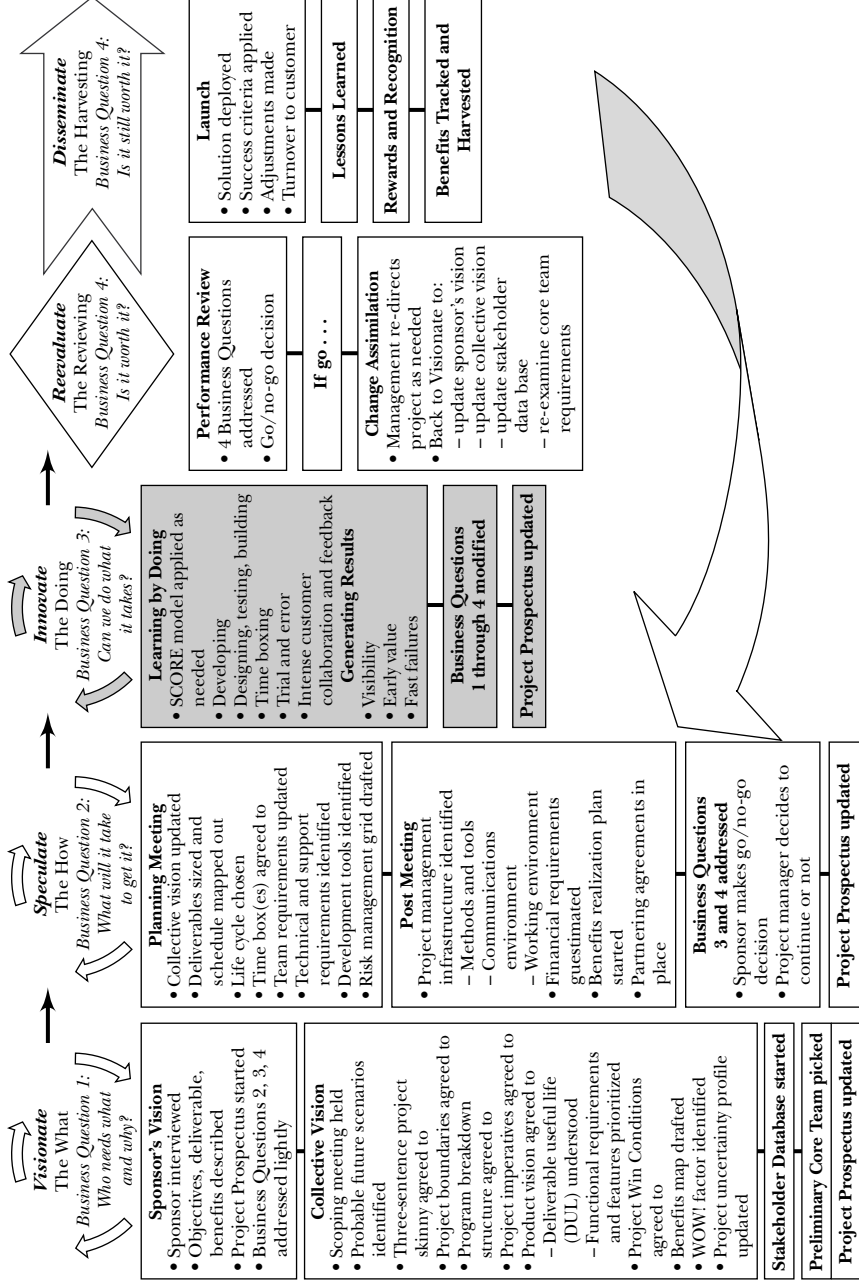 Visionate
The What
Business Question 1:
Who needs what
and why?
Sponsor's Vision
• Sponsor interviewed
• Objectives, deliverable,
benefits described
• Project Prospectus started
• Business Questions 2, 3, 4
addressed lightly
Collective Vision
• Scoping meeting held
• Probable future scenarios
identified
• Three-sentence project
skinny agreed to
• Project boundaries agreed to
• Program breakdown
structure agreed to
• Project imperatives agreed to
• Product vision agreed to
– Deliverable useful life
(DUL) understood
– Functional requirements
and features prioritized
• Project Win Conditions
agreed to
• Benefits map drafted
• WOW! factor identified
• Project uncertainty profile
updated
Stakeholder Database started
Preliminary Core Team picked
Project Prospectus updated
Speculate
The How
Business Question 2:
What will it take
to get it?
Planning Meeting
• Collective vision updated
• Deliverables sized and
schedule mapped out
• Life cycle chosen
• Time box(es) agreed to
• Team requirements updated
• Technical and support
requirements identified
• Development tools identified
• Risk management grid drafted
Post Meeting
• Project management
infrastructure identified
– Methods and tools
– Communications
environment
– Working environment
• Financial requirements
guestimated
• Benefits realization plan
started
• Partnering agreements in
place
Business Questions
3 and 4 addressed
• Sponsor makes go/no-go
decision
• Project manager decides to
continue or not
Project Prospectus updated
Innovate
The Doing
Business Question 3:
Can we do what
it takes?
Learning by Doing
• SCORE model applied as
needed
• Developing
• Designing, testing, building
• Time boxing
• Trial and error
• Intense customer
collaboration and feedback
Generating Results
• Visibility
• Early value
• Fast failures
Business Questions
1 through 4 modified
Project Prospectus updated
Reevaluate
The Reviewing
Business Question 4:
Is it worth it?
Performance Review
• 4 Business Questions
addressed
• Go/no-go decision
If go . . .
Change Assimilation
• Management re-directs
project as needed
• Back to Visionate to:
– update sponsor's vision
– update collective vision
– update stakeholder
data base
– re-examine core team
requirements
Disseminate
The Harvesting
Business Question 4:
Is it still worth it?
Launch
• Solution deployed
• Success criteria applied
• Adjustments made
• Turnover to customer
Lessons Learned
Rewards and Recognition
Benefits Tracked and
Harvested